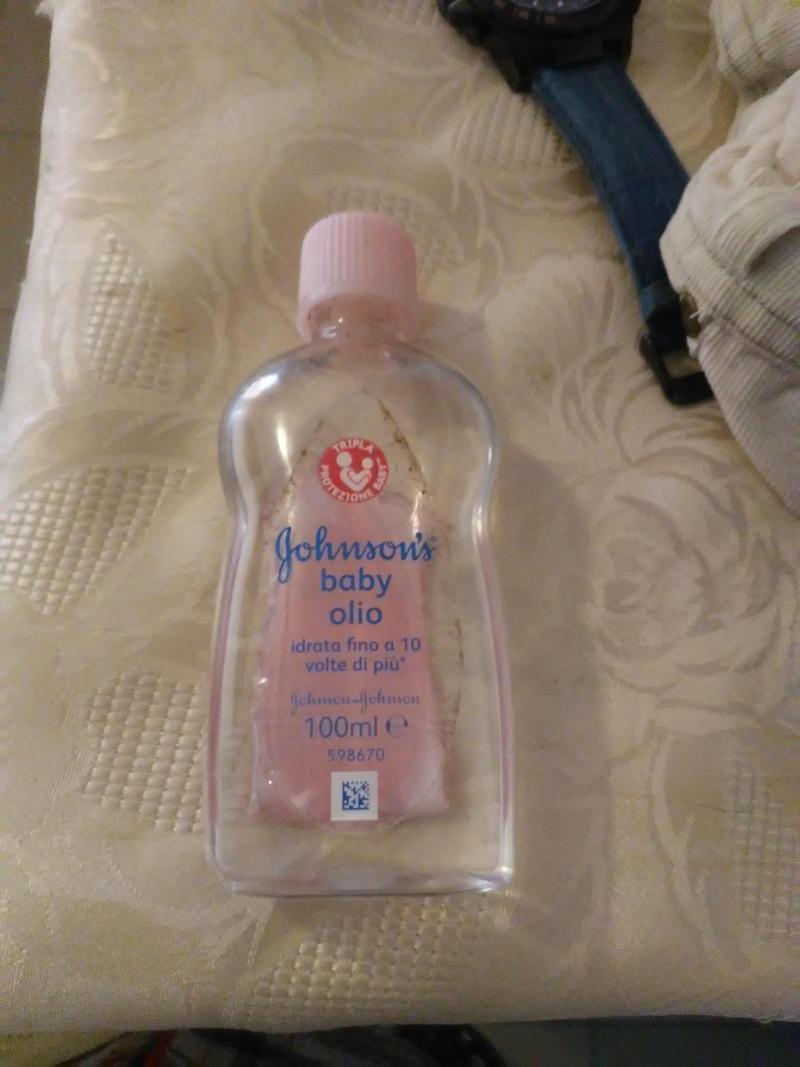 TRIPLA
PROTEZIONE BABY
Johnson's
baby
olio
idrata fino a 10
volte di più*
Johnson & Johnson
100ml ℮
598670